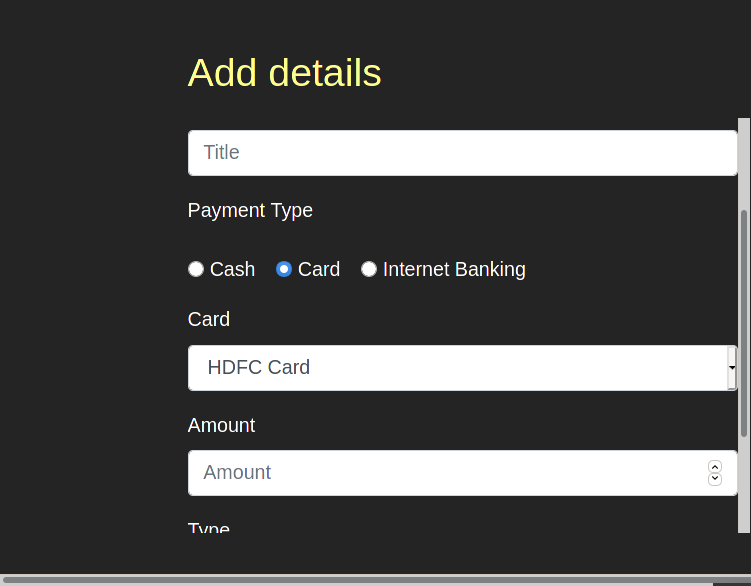 Add details
Title
Payment Type
Cash Card Internet Banking
Card
HDFC Card
Amount
Amount
Type